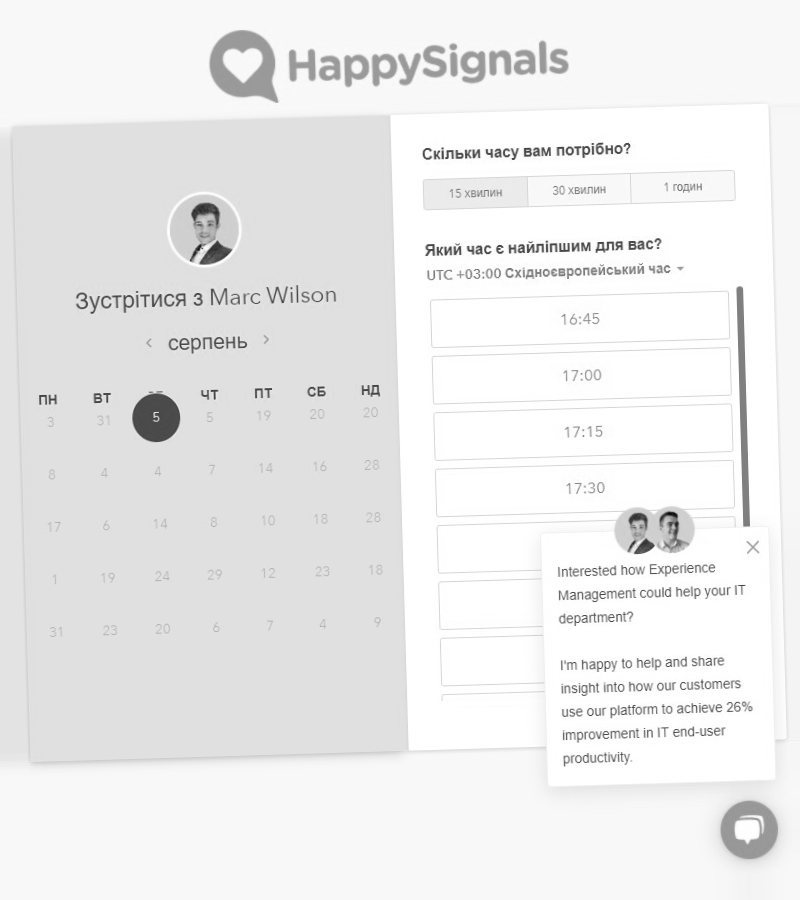 HappySignals
Зустрітися з Marc Wilson
серпень
ПН ВТ ЧТ ПТ СБ НД
3 31 5 5 19 20 20
8 4 4 7 14 16 28
17 6 14 8 10 18 28
1 19 24 29 12 23 18
31 23 20 6 7 4 9
Скільки часу вам потрібно?
15 хвилин 30 хвилин 1 годин
Який час є найліпшим для вас?
UTC +03:00 Східноєвропейський час
16:45
17:00
17:15
17:30
Interested how Experience
Management could help your IT
department?
I'm happy to help and share
insight into how our customers
use our platform to achieve 26%
improvement in IT end-user
productivity.